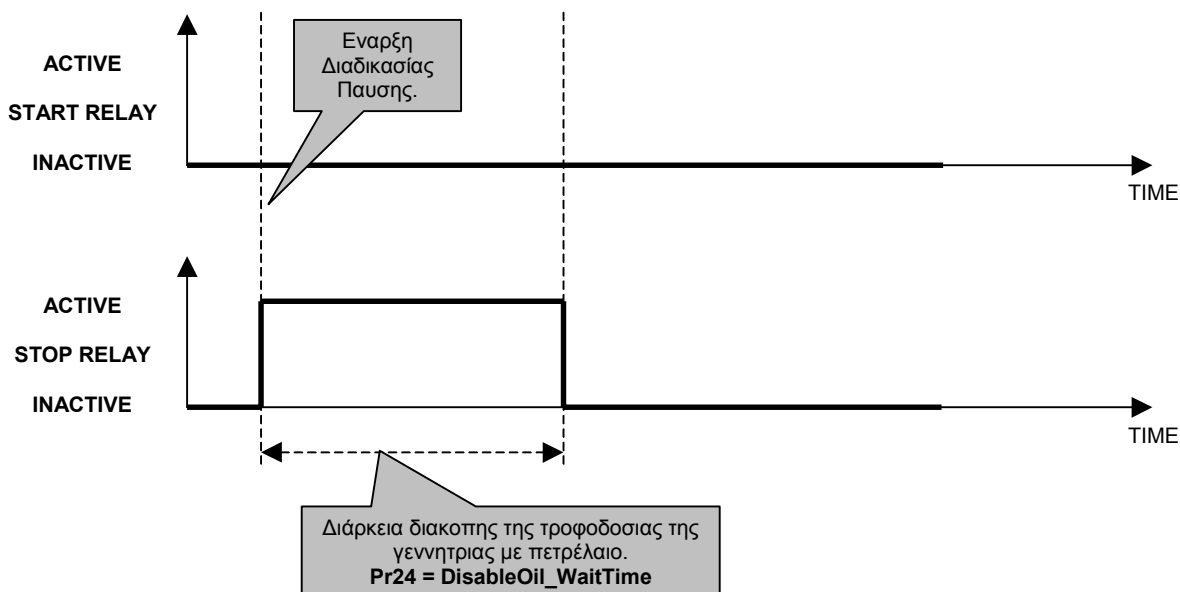 Εναρξη
Διαδικασίας
Παυσης.
ACTIVE
START RELAY
INACTIVE
TIME
ACTIVE
STOP RELAY
INACTIVE
TIME
Διάρκεια διακοπης της τροφοδοσιας της
γεννητριας με πετρέλαιο.
Pr24 = DisableOil_WaitTime